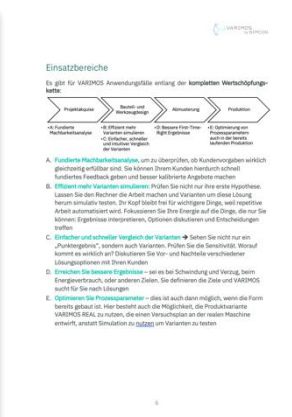 VARIMOS
by SIMCON
Einsatzbereiche
Es gibt für VARIMOS Anwendungsfälle entlang der kompletten Wertschöpfungs-
kette:
Projektakquise
Bauteil- und
Werkzeugdesign
Abmusterung
Produktion
•A: Fundierte
Machbarkeitsanalyse
•B: Effizient mehr
Varianten simulieren
•C: Einfacher, schneller
und intuitiver Vergleich
der Varianten
•D: Bessere First-Time-
Right Ergebnisse
•E: Optimierung von
Prozessparametern
auch in der bereits
laufenden Produktion
A. Fundierte Machbarkeitsanalyse, um zu überprüfen, ob Kundenvorgaben wirklich
gleichzeitig erfüllbar sind. Sie können Ihrem Kunden hierdurch schnell
fundiertes Feedback geben und besser kalibrierte Angebote machen
B. Effizient mehr Varianten simulieren: Prüfen Sie nicht nur ihre erste Hypothese.
Lassen Sie den Rechner die Arbeit machen und Varianten um diese Lösung
herum simulativ testen. Ihr Kopf bleibt frei für wichtigere Dinge, weil repetitive
Arbeit automatisiert wird. Fokussieren Sie Ihre Energie auf die Dinge, die nur Sie
können: Ergebnisse interpretieren, Optionen diskutieren und Entscheidungen
treffen
C. Einfacher und schneller Vergleich der Varianten ➔ Sehen Sie nicht nur ein
„Punktergebnis“, sondern auch Varianten. Prüfen Sie die Sensitivität. Worauf
kommt es wirklich an? Diskutieren Sie Vor- und Nachteile verschiedener
Lösungsoptionen mit Ihren Kunden
D. Erreichen Sie bessere Ergebnisse – sei es bei Schwindung und Verzug, beim
Energieverbrauch, oder anderen Zielen. Sie definieren die Ziele und VARIMOS
sucht für Sie nach Lösungen
E. Optimieren Sie Prozessparameter – dies ist auch dann möglich, wenn die Form
bereits gebaut ist. Hier besteht auch die Möglichkeit, die Produktvariante
VARIMOS REAL zu nutzen, die einen Versuchsplan an der realen Maschine
entwirft, anstatt Simulation zu nutzen um Varianten zu testen